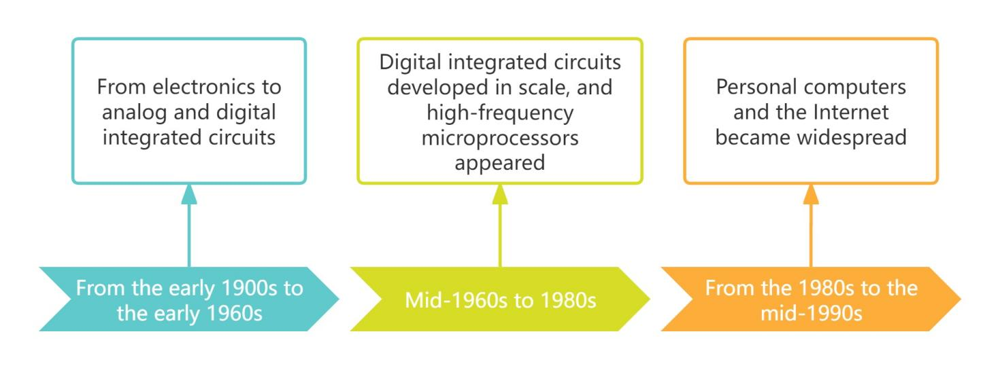 From electronics to
analog and digital
integrated circuits
Digital integrated circuits
developed in scale, and
high-frequency
microprocessors
appeared
Personal computers
and the Internet
became widespread
From the early 1900s to
the early 1960s
Mid-1960s to 1980s
From the 1980s to the
mid-1990s